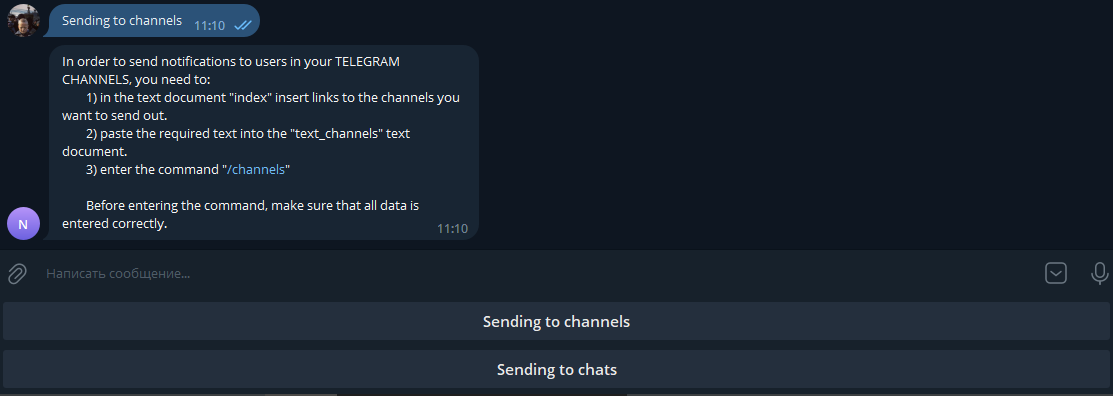 Sending to channels 11:10
In order to send notifications to users in your TELEGRAM
CHANNELS, you need to:
1) in the text document "index" insert links to the channels you
want to send out.
2) paste the required text into the "text_channels" text
document.
3) enter the command "/channels"
Before entering the command, make sure that all data is
entered correctly.
11:10
N
Написать сообщение...
Sending to channels
Sending to chats